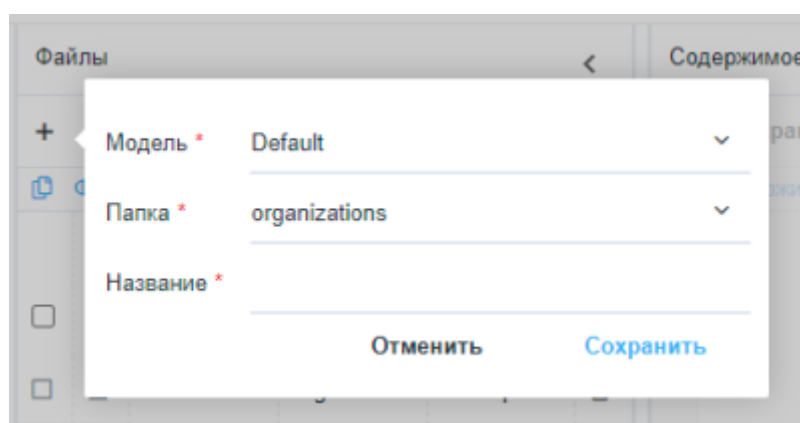 Файлы
Содержимое
+
Модель * Default
Папка * organizations
Название *
Отменить Сохранить